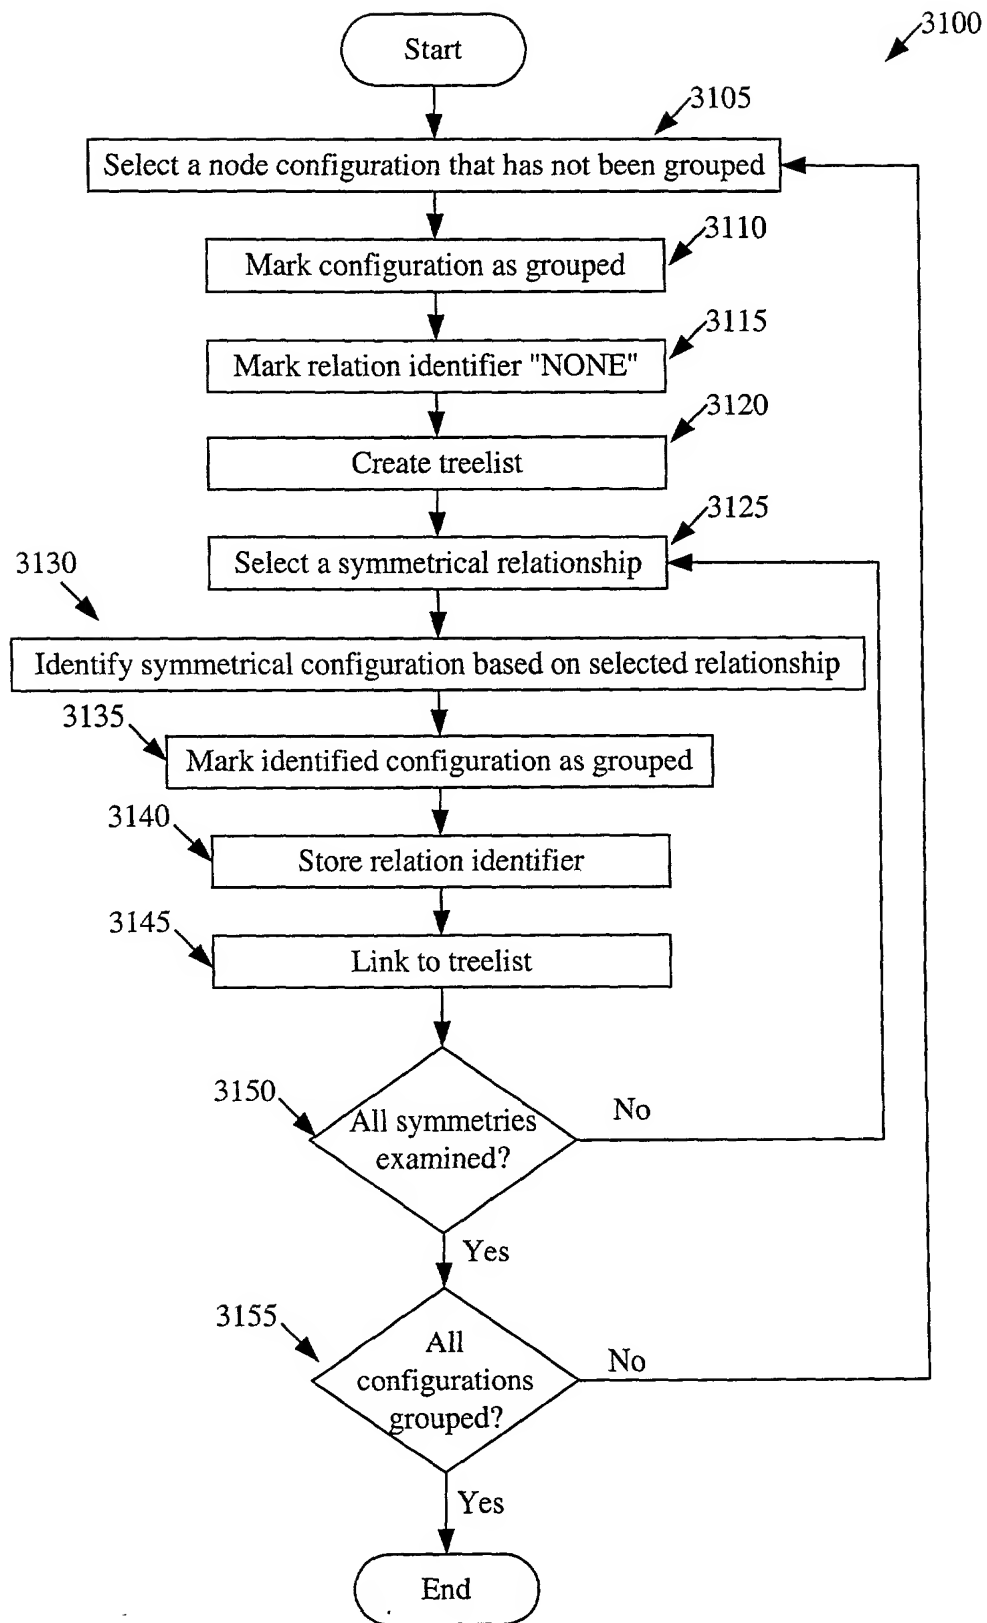 Start
3100
3105
Select a node configuration that has not been grouped
3110
Mark configuration as grouped
3115
Mark relation identifier "NONE"
3120
Create treelist
3125
Select a symmetrical relationship
3130
Identify symmetrical configuration based on selected relationship
3135
Mark identified configuration as grouped
3140
Store relation identifier
3145
Link to treelist
3150
All symmetries
examined?
No
Yes
3155
All
configurations
grouped?
No
Yes
End